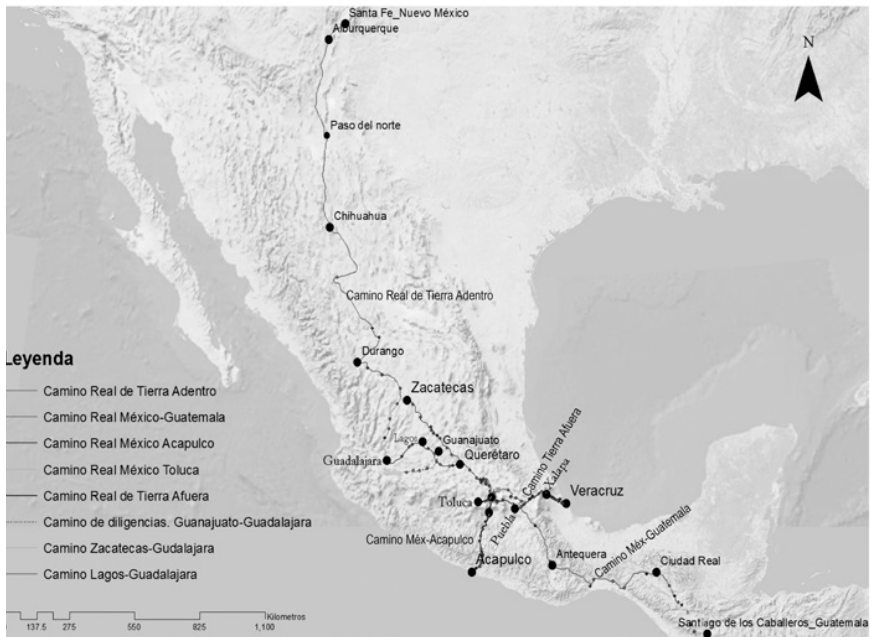 Santa Fe_Nuevo México
Alburquerque
N
Paso del norte
Chihuahua
Camino Real de Tierra Adentro
Durango
Zacatecas
Lagos
Guanajuato
Guadalajara
Querétaro
Camino Tierra Afuera
Xalapa
Toluca
Veracruz
Puebla
Camino Méx-Acapulco
Acapulco
Antequera
Camino Méx-Guatemala
Ciudad Real
Santiago de los Caballeros_Guatemala
Leyenda
Camino Real de Tierra Adentro
Camino Real México-Guatemala
Camino Real México Acapulco
Camino Real México Toluca
Camino Real de Tierra Afuera
Camino de diligencias. Guanajuato-Guadalajara
Camino Zacatecas-Gudalajara
Camino Lagos-Guadalajara
0 137.5 275 550 825 1,100 Kilometros